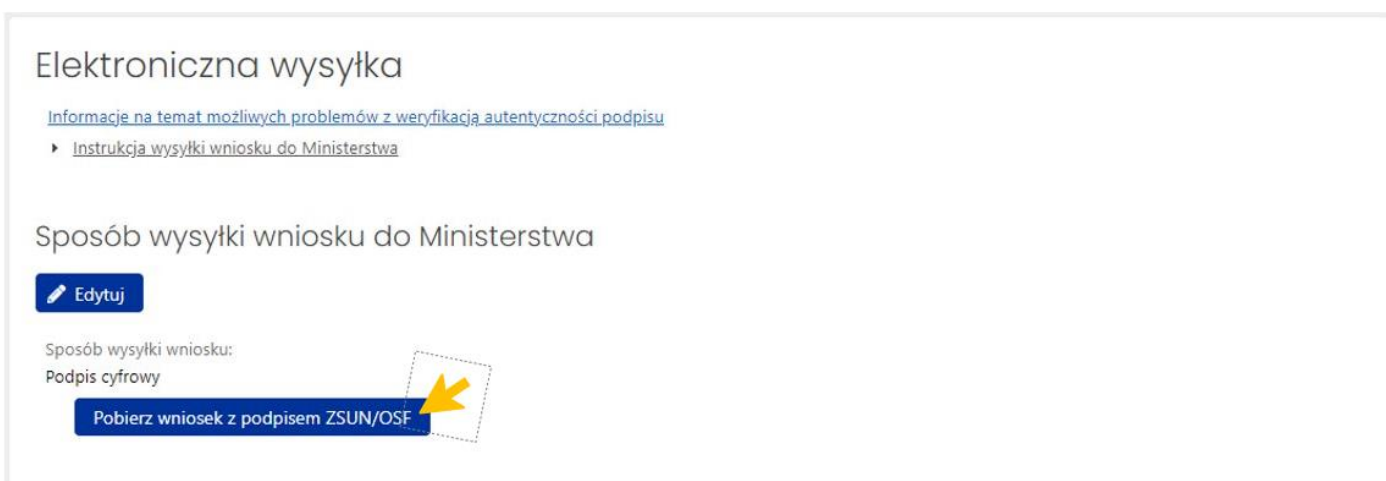 Elektroniczna wysyłka
Informacje na temat możliwych problemów z weryfikacją autentyczności podpisu
Instrukcja wysyłki wniosku do Ministerstwa
Sposób wysyłki wniosku do Ministerstwa
Edytuj
Sposób wysyłki wniosku:
Podpis cyfrowy
Pobierz wniosek z podpisem ZSUN/OSF